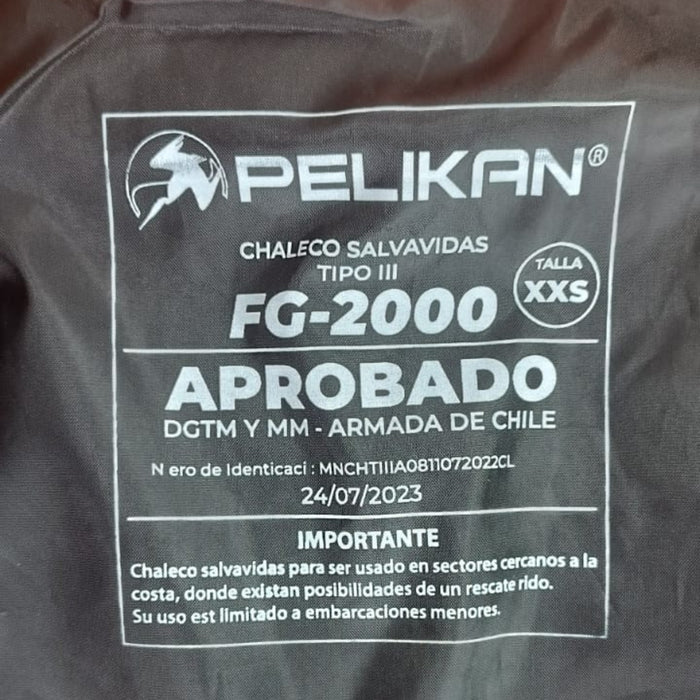 PELIKAN®
CHALECO SALVAVIDAS
TIPO III
FG-2000
TALLA
XXS
APROBADO
DGTM Y MM - ARMADA DE CHILE
N ero de Identicaci : MNCHTIIIA0811072022CL
24/07/2023
IMPORTANTE
Chaleco salvavidas para ser usado en sectores cercanos a la
costa, donde existan posibilidades de un rescate rido.
Su uso est limitado a embarcaciones menores.